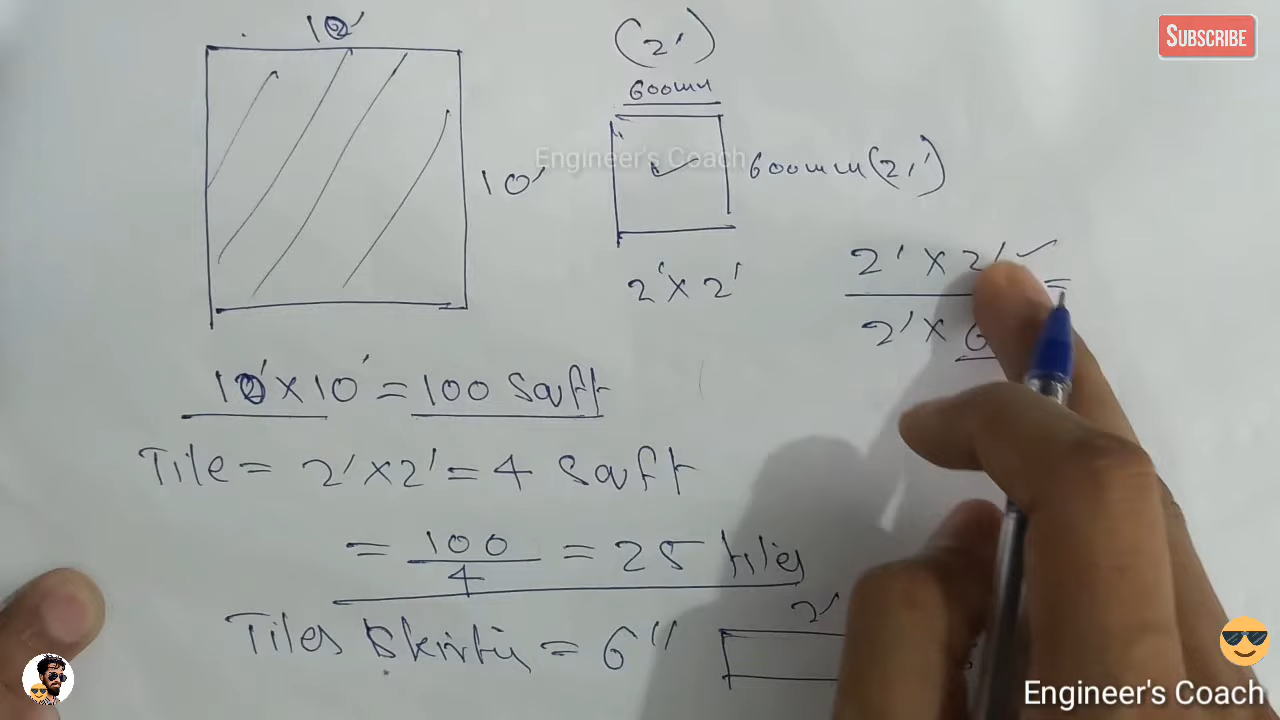 10'
(2')
SUBSCRIBE
600mm
10'
Engineer's Coach
600mm(2')
2' x 2'
2' x 2' ✓ =
2' x 6
10' x 10' = 100 Sqft
Tile = 2' x 2' = 4 Sqft
= 100/4 = 25 tiles
Tiles Skirting = 6"
2'
Engineer's Coach